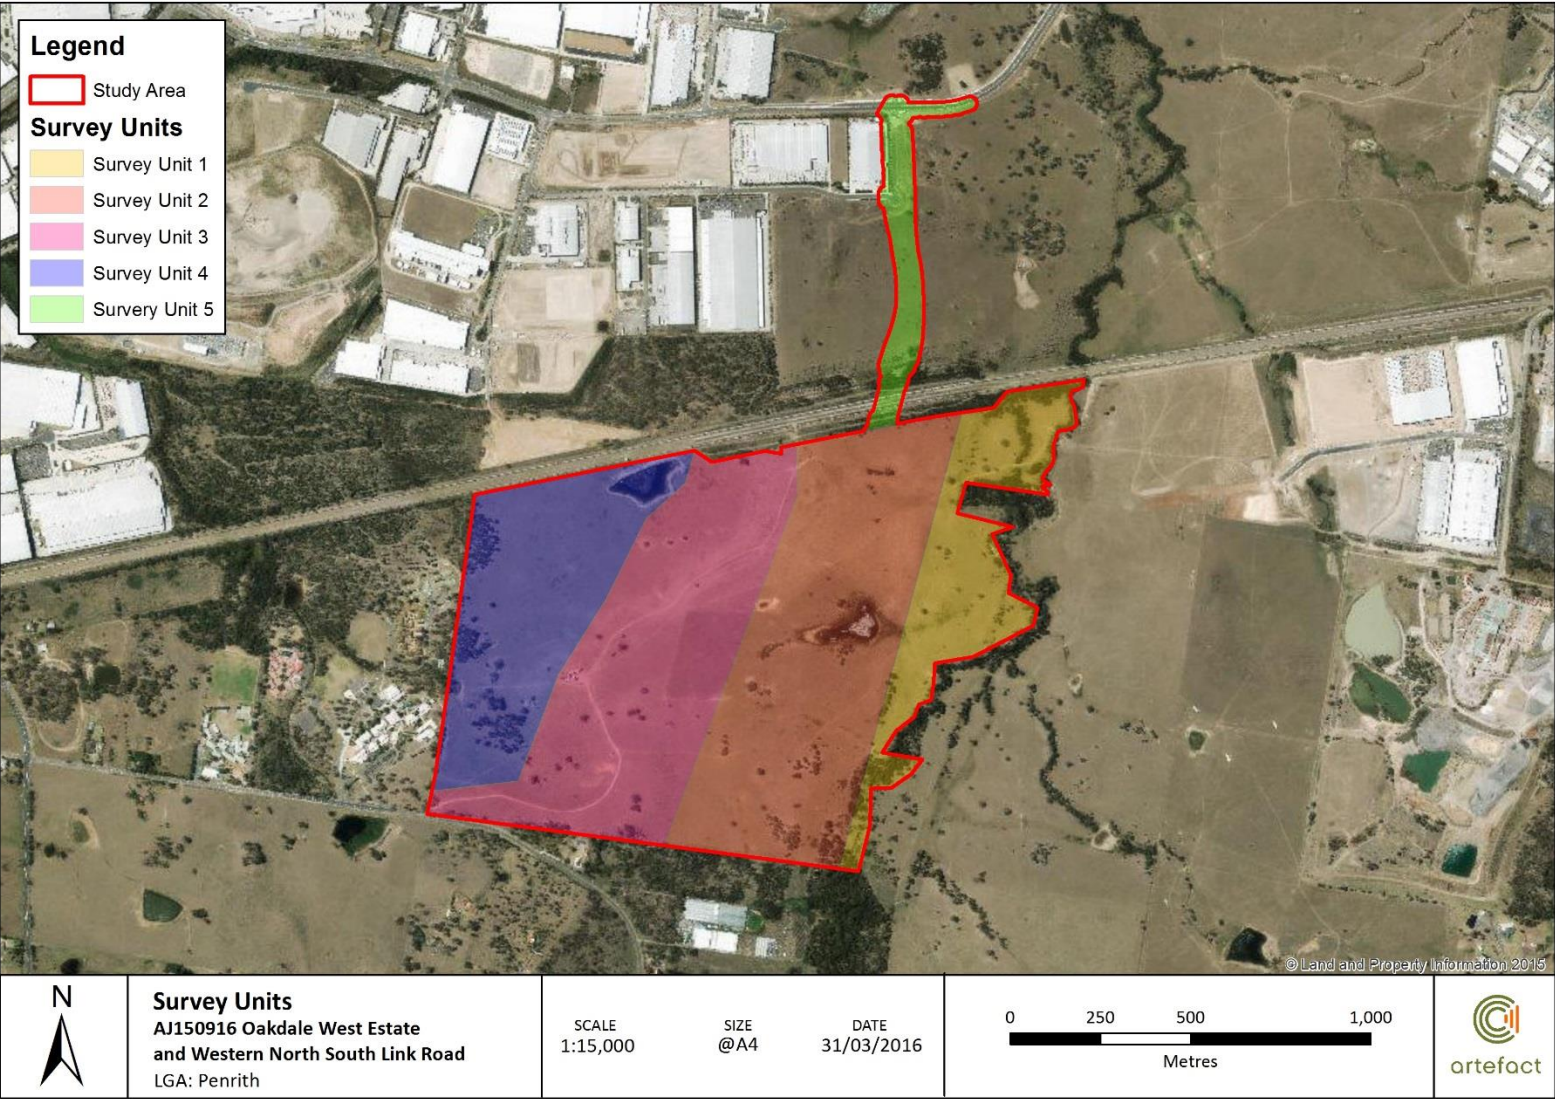 Legend
Study Area
Survey Units
Survey Unit 1
Survey Unit 2
Survey Unit 3
Survey Unit 4
Survery Unit 5
© Land and Property Information 2015
N
Survey Units
AJ150916 Oakdale West Estate
and Western North South Link Road
LGA: Penrith
SCALE
1:15,000
SIZE
@A4
DATE
31/03/2016
0 250 500 1,000
Metres
artefact